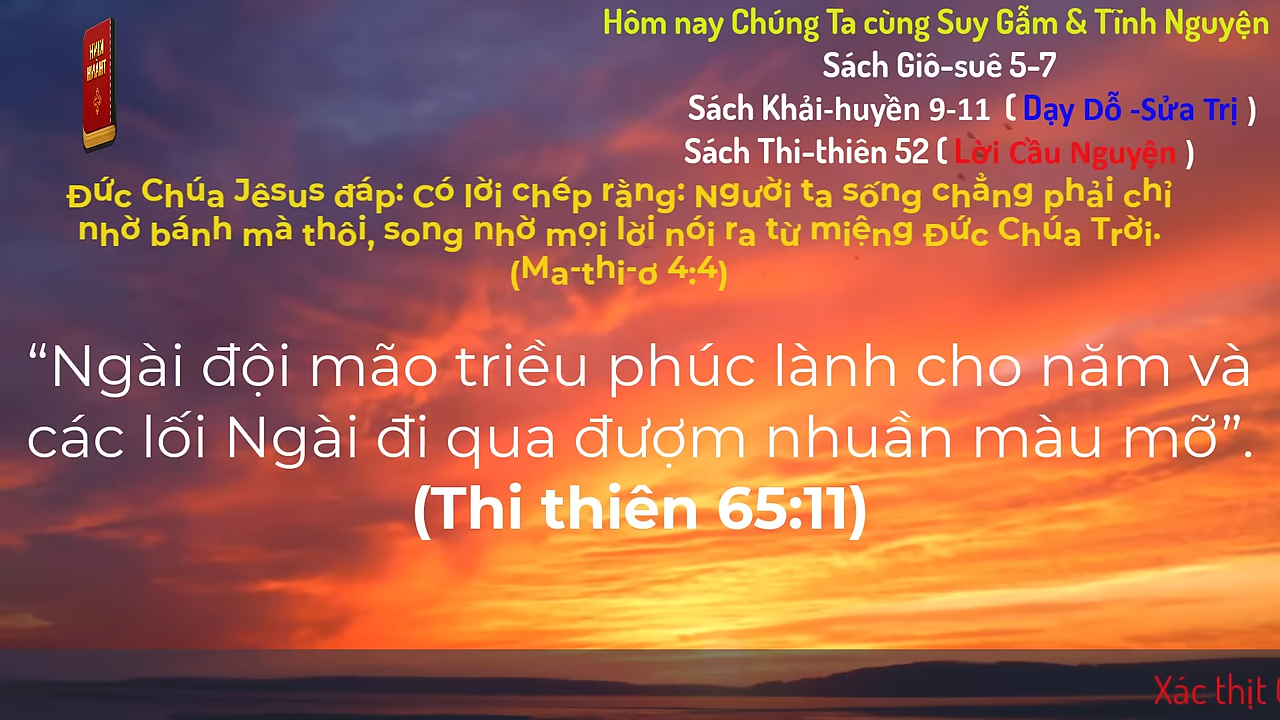 Hôm nay Chúng Ta cùng Suy Gẫm & Tĩnh Nguyện
Sách Giô-suê 5-7
Sách Khải-huyền 9-11 ( Dạy Dỗ -Sửa Trị )
Sách Thi-thiên 52 ( Lời Cầu Nguyện )
KINH
THÁNH
Đức Chúa Jêsus đáp: Có lời chép rằng: Người ta sống chẳng phải chỉ
nhờ bánh mà thôi, song nhờ mọi lời nói ra từ miệng Đức Chúa Trời.
(Ma-thi-ơ 4:4)
“Ngài đội mão triều phúc lành cho năm và
các lối Ngài đi qua đượm nhuần màu mỡ”.
(Thi thiên 65:11)
Xác thịt